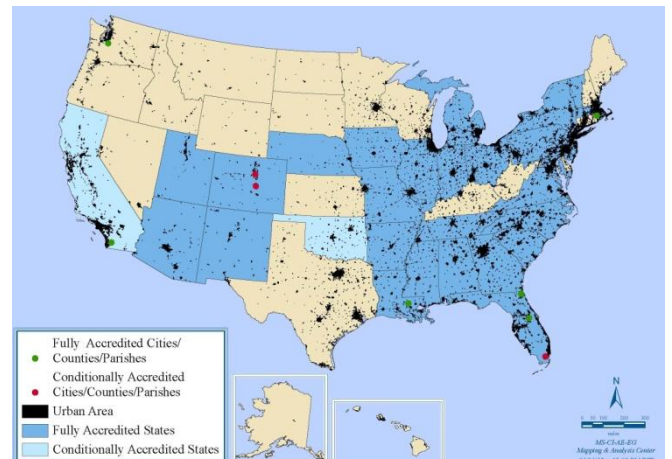 Fully Accredited Cities/
Counties/Parishes
Conditionally Accredited
Cities/Counties/Parishes
Urban Area
Fully Accredited States
Conditionally Accredited States
N
MS-CI-AE-EG
Mapping & Analysis Center